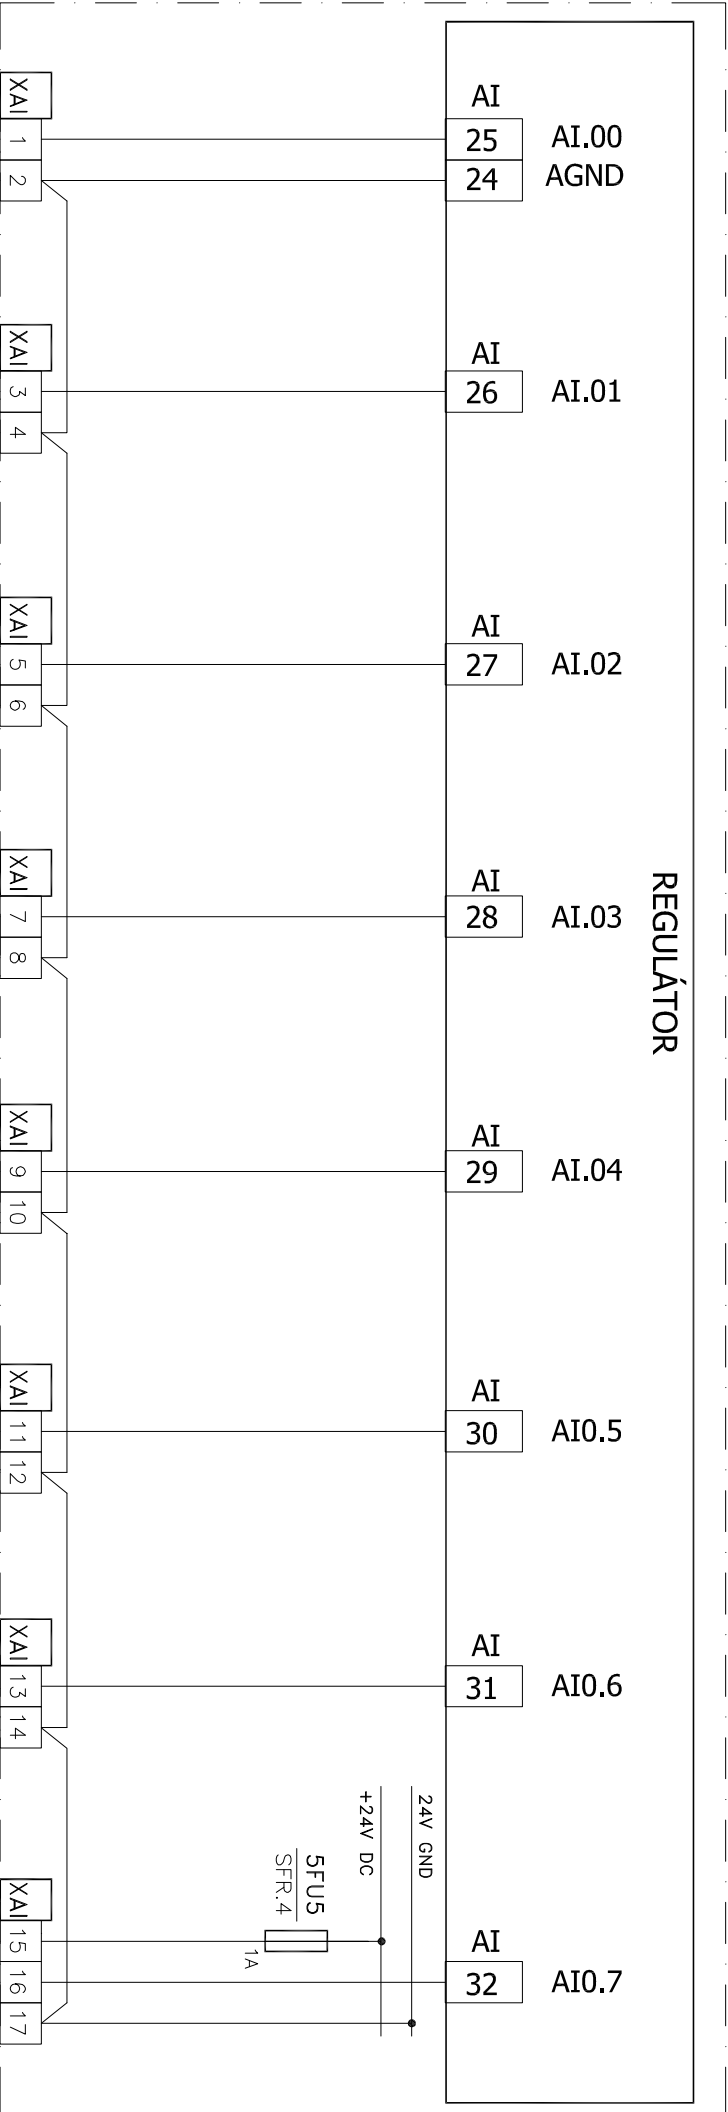 REGULÁTOR
XAI
1
2
AI
25
24
AI.00
AGND
XAI
3
4
AI
26
AI.01
XAI
5
6
AI
27
AI.02
XAI
7
8
AI
28
AI.03
XAI
9
10
AI
29
AI.04
XAI
11
12
AI
30
AI0.5
XAI
13
14
AI
31
AI0.6
24V GND
+24V DC
5FU5
SFR.4
1A
XAI
15
16
17
AI
32
AI0.7